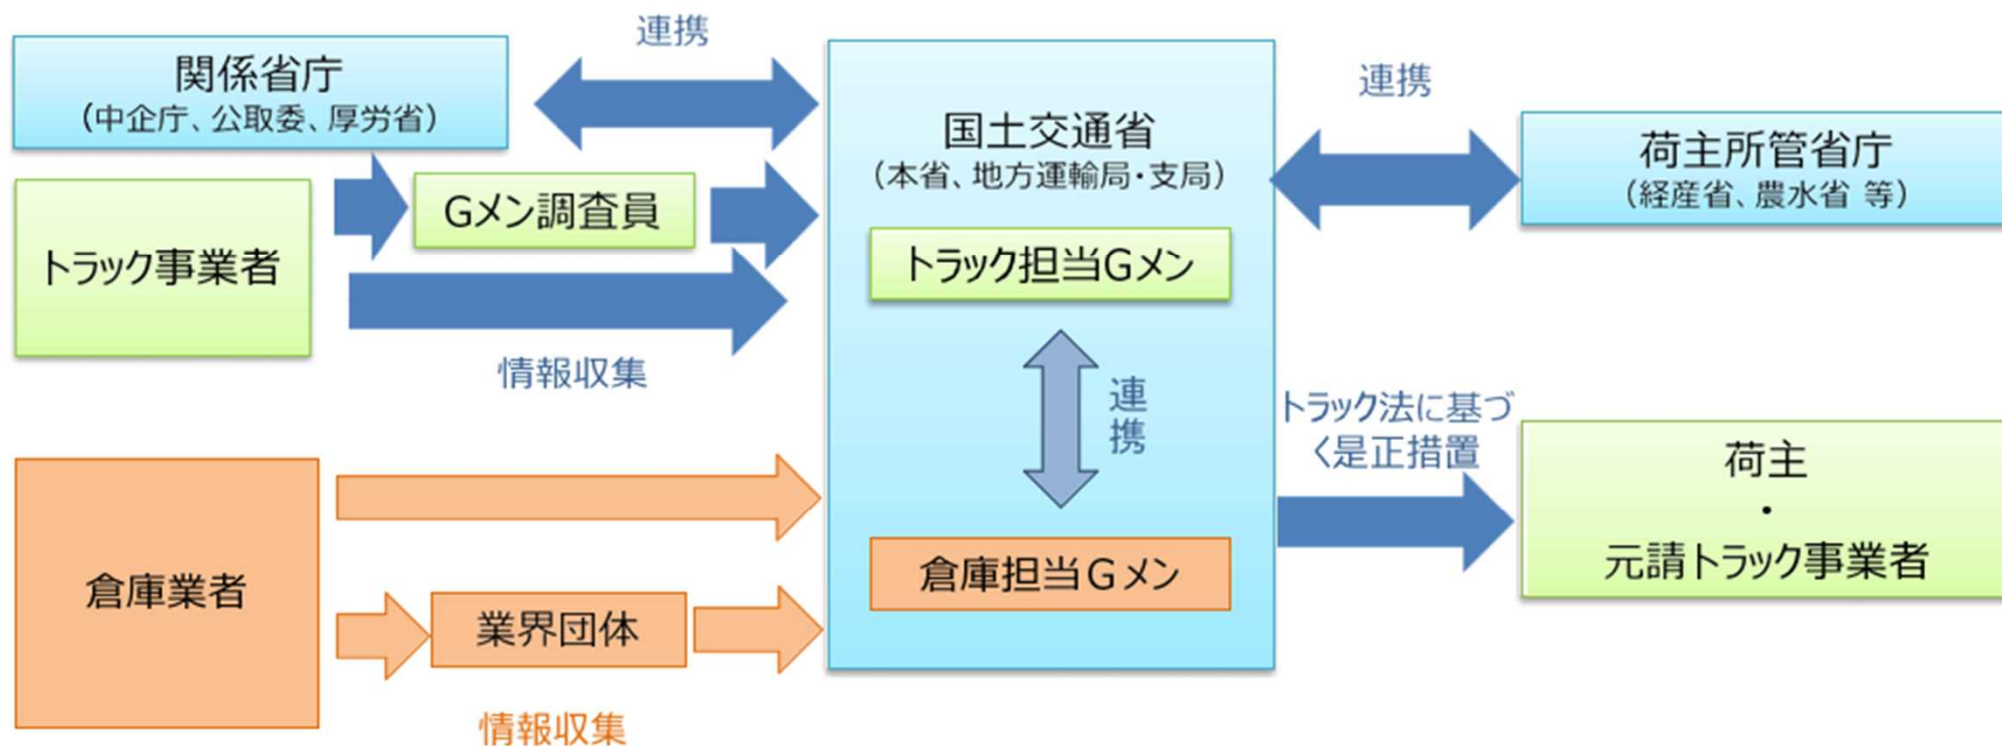 連携
関係省庁
（中企庁、公取委、厚労省）
Gメン調査員
トラック事業者
情報収集
倉庫業者
業界団体
情報収集
国土交通省
（本省、地方運輸局・支局）
トラック担当Gメン
連携
倉庫担当Gメン
連携
荷主所管省庁
（経産省、農水省 等）
トラック法に基づ
く是正措置
荷主
・
元請トラック事業者